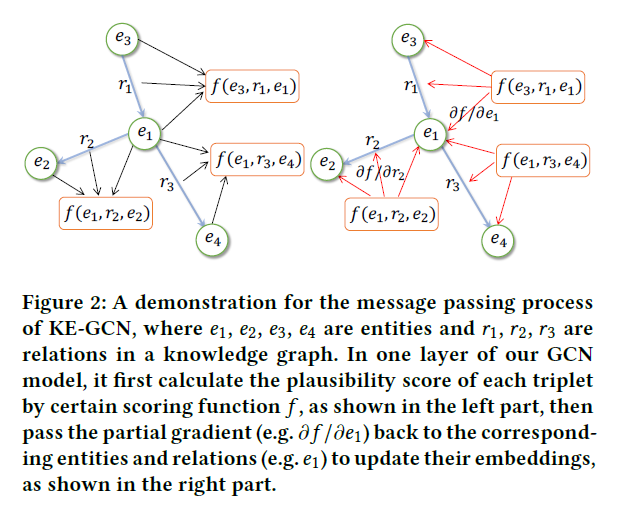 e₃
r₁
f(e₃,r₁,e₁)
e₁
r₂
e₂
r₃
f(e₁,r₃,e₄)
f(e₁,r₂,e₂)
e₄
e₃
r₁
f(e₃,r₁,e₁)
∂f/∂e₁
e₁
r₂
e₂
∂f/∂r₂
r₃
f(e₁,r₃,e₄)
f(e₁,r₂,e₂)
e₄
Figure 2: A demonstration for the message passing process
of KE-GCN, where e₁, e₂, e₃, e₄ are entities and r₁, r₂, r₃ are
relations in a knowledge graph. In one layer of our GCN
model, it first calculate the plausibility score of each triplet
by certain scoring function f, as shown in the left part, then
pass the partial gradient (e.g. ∂f/∂e₁) back to the correspond-
ing entities and relations (e.g. e₁) to update their embeddings,
as shown in the right part.